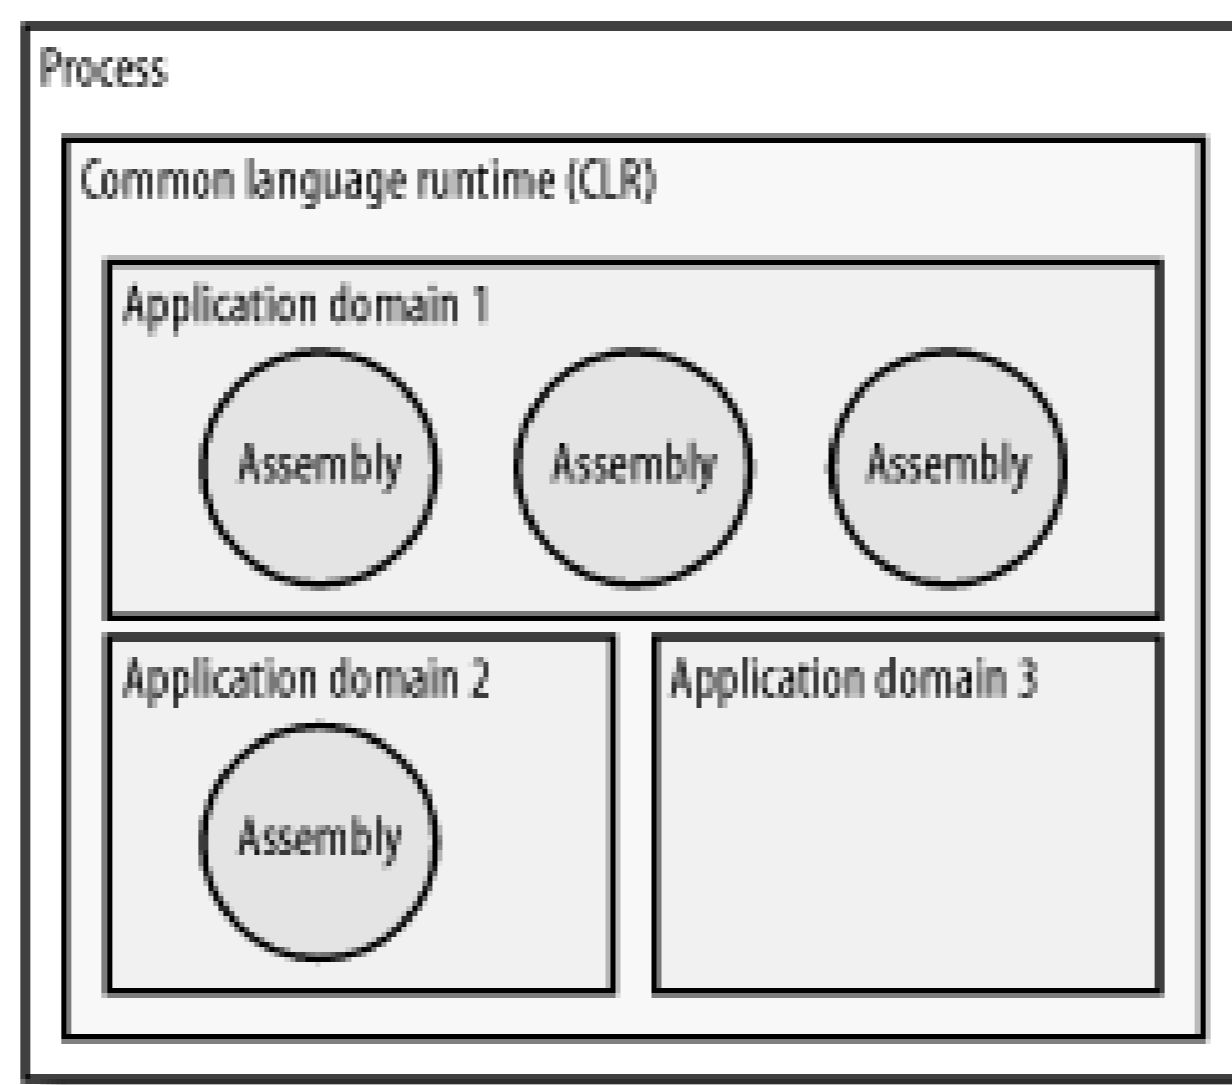 Process
Common language runtime (CLR)
Application domain 1
Assembly
Assembly
Assembly
Application domain 2
Application domain 3
Assembly